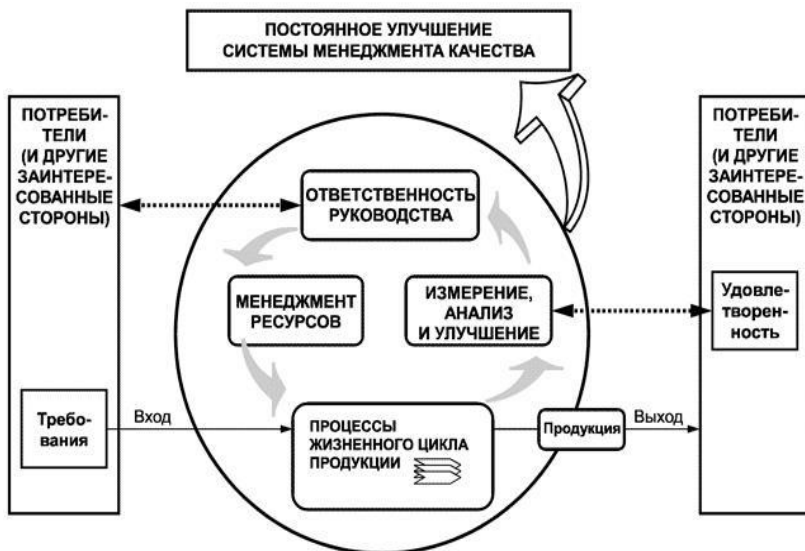 ПОСТОЯННОЕ УЛУЧШЕНИЕ
СИСТЕМЫ МЕНЕДЖМЕНТА КАЧЕСТВА
ПОТРЕБИ-
ТЕЛИ
(И ДРУГИЕ
ЗАИНТЕРЕ-
СОВАННЫЕ
СТОРОНЫ)
ПОТРЕБИ-
ТЕЛИ
(И ДРУГИЕ
ЗАИНТЕРЕ-
СОВАННЫЕ
СТОРОНЫ)
ОТВЕТСТВЕННОСТЬ
РУКОВОДСТВА
МЕНЕДЖМЕНТ
РЕСУРСОВ
ИЗМЕРЕНИЕ,
АНАЛИЗ
И УЛУЧШЕНИЕ
Удовле-
творен-
ность
Требо-
вания
Вход
ПРОЦЕССЫ
ЖИЗНЕННОГО ЦИКЛА
ПРОДУКЦИИ
Продукция
Выход